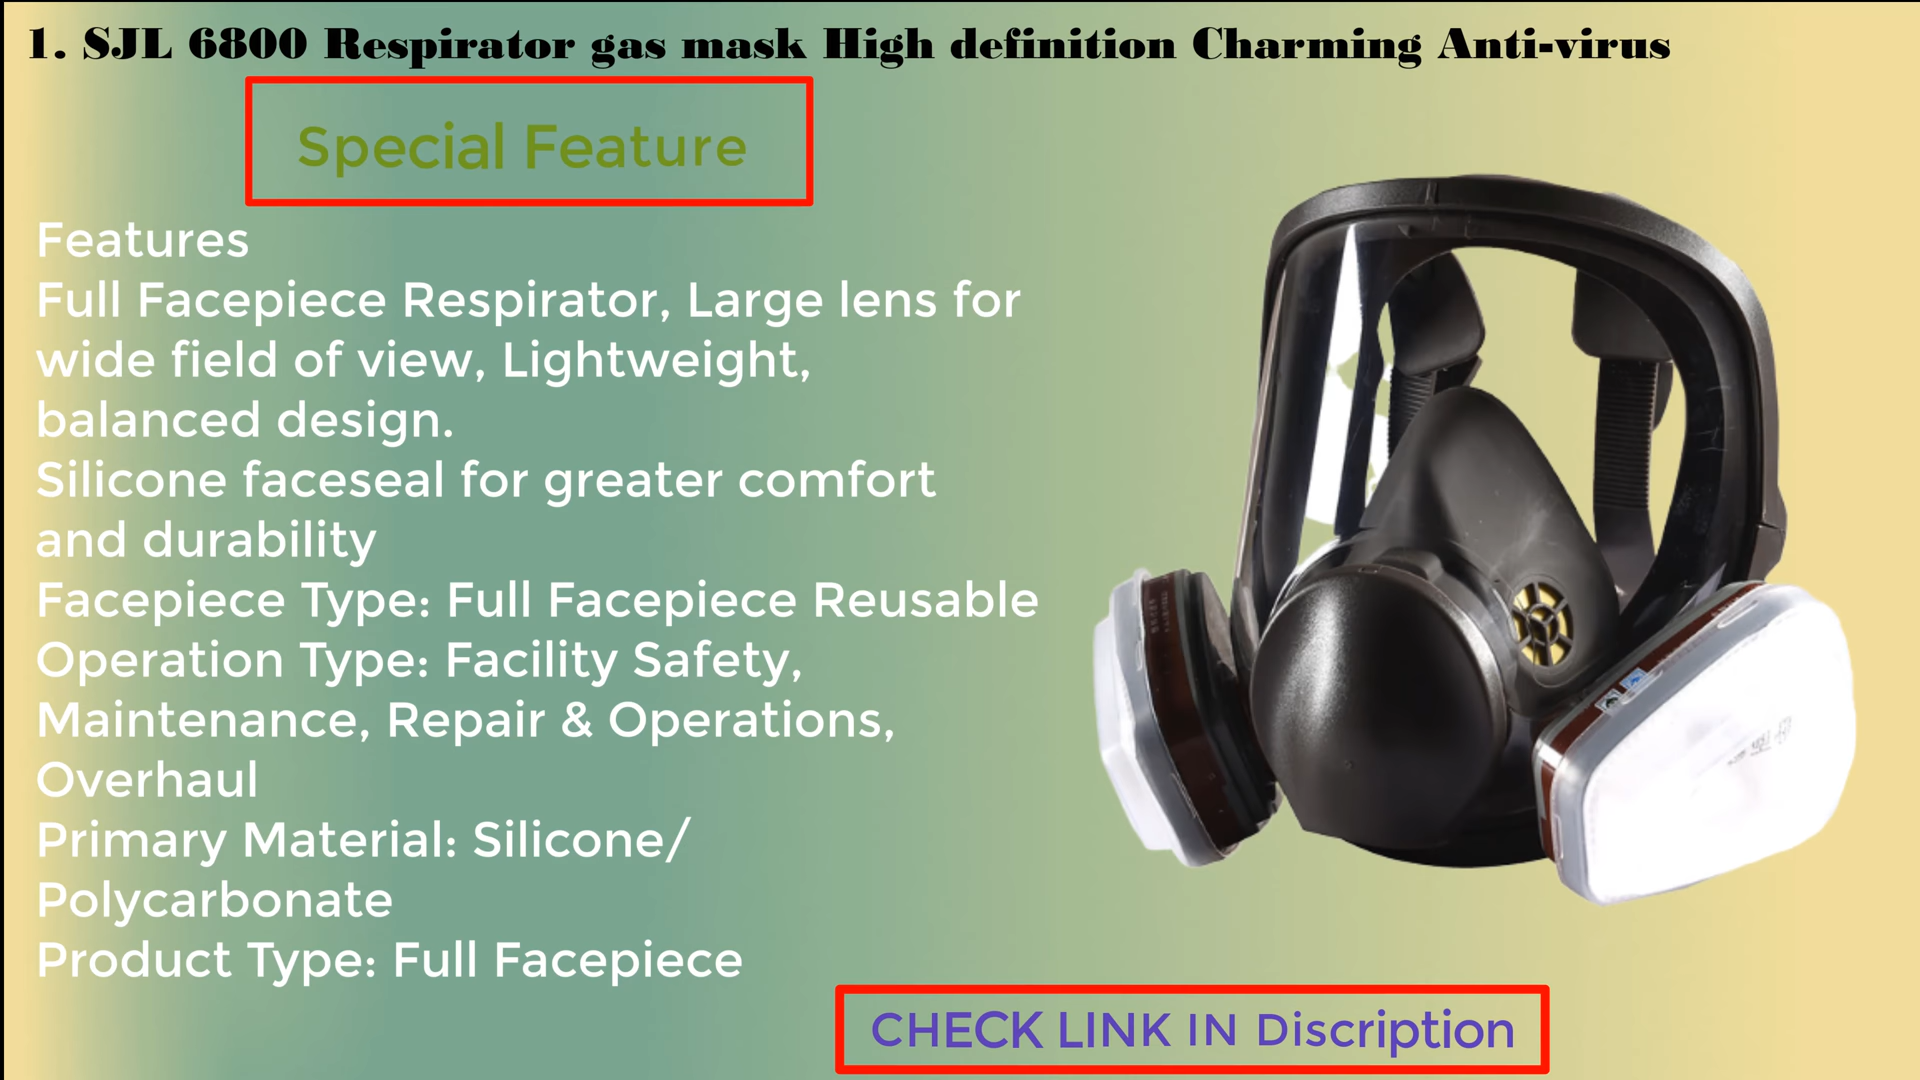 1. SJL 6800 Respirator gas mask High definition Charming Anti-virus
Special Feature
Features
Full Facepiece Respirator, Large lens for
wide field of view, Lightweight,
balanced design.
Silicone faceseal for greater comfort
and durability
Facepiece Type: Full Facepiece Reusable
Operation Type: Facility Safety,
Maintenance, Repair & Operations,
Overhaul
Primary Material: Silicone/
Polycarbonate
Product Type: Full Facepiece
CHECK LINK IN Discription